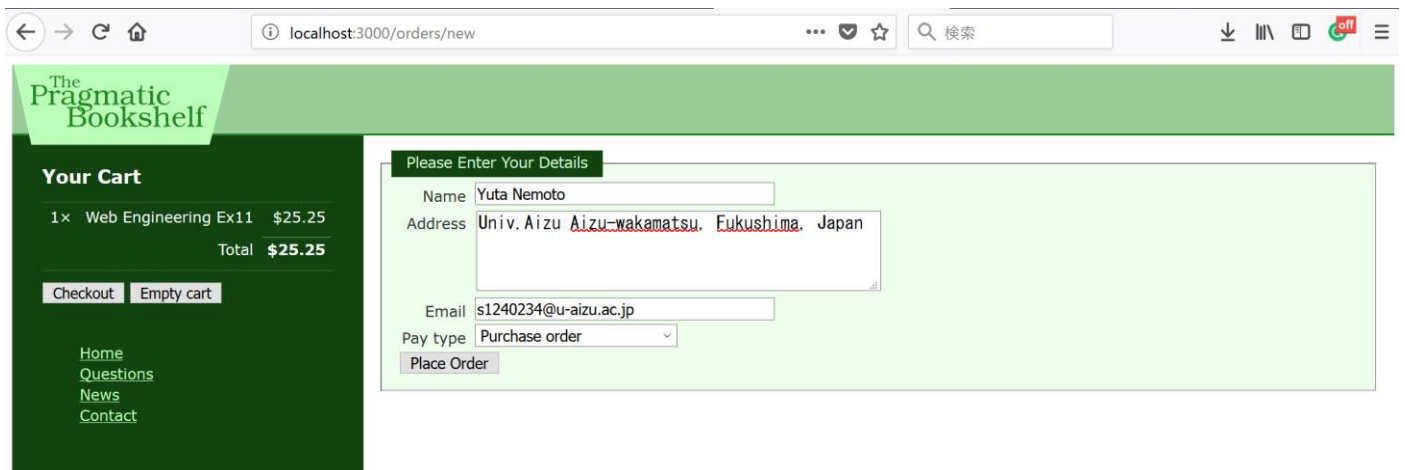 localhost:3000/orders/new
検索
off
The
Pragmatic
Bookshelf
Your Cart
1× Web Engineering Ex11 $25.25
Total $25.25
Checkout Empty cart
Home
Questions
News
Contact
Please Enter Your Details
Name Yuta Nemoto
Address Univ.Aizu Aizu-wakamatsu, Fukushima, Japan
Email s1240234@u-aizu.ac.jp
Pay type Purchase order
Place Order